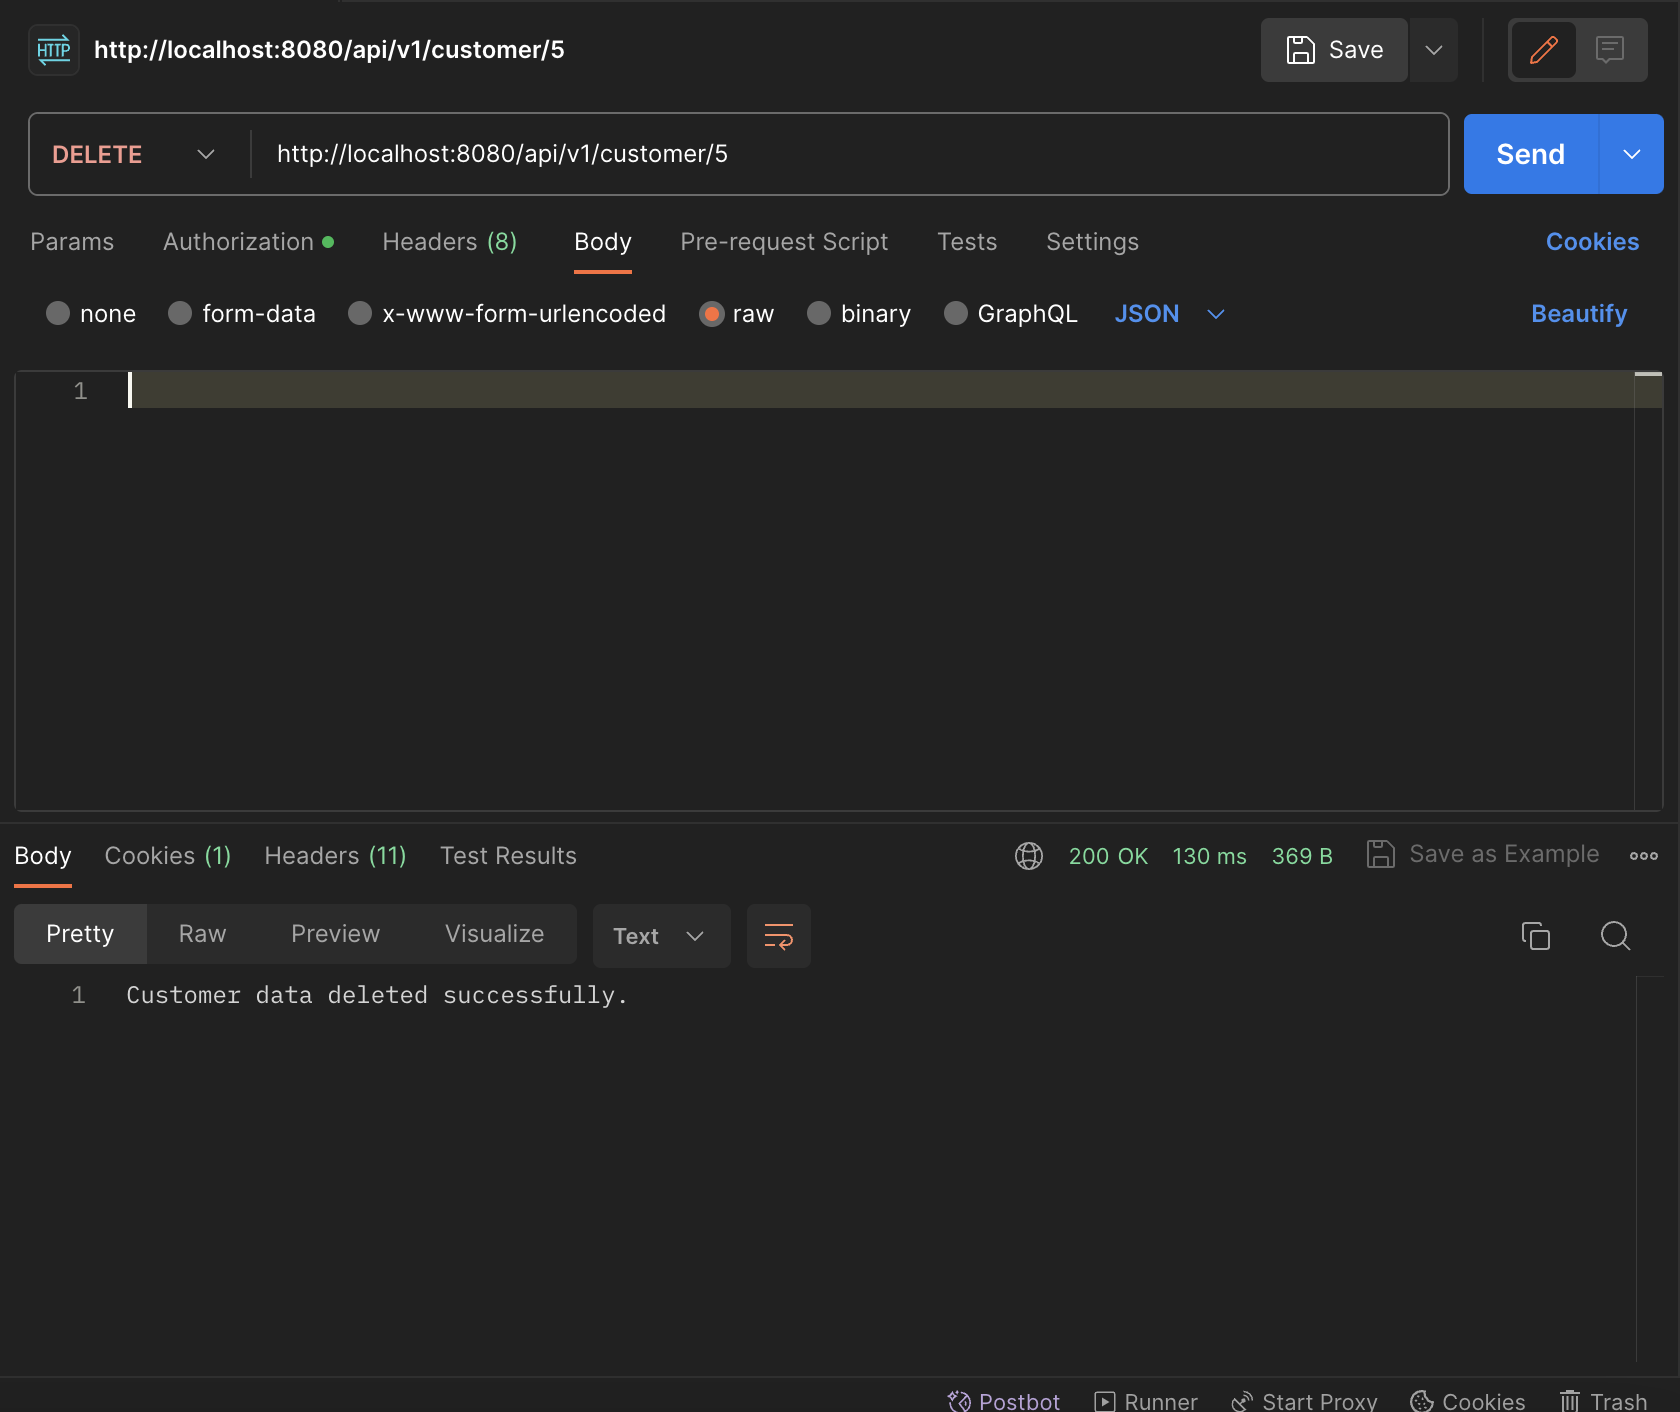 HTTP http://localhost:8080/api/v1/customer/5 Save
DELETE http://localhost:8080/api/v1/customer/5 Send
Params Authorization Headers (8) Body Pre-request Script Tests Settings Cookies
none form-data x-www-form-urlencoded raw binary GraphQL JSON Beautify
1
Body Cookies (1) Headers (11) Test Results 200 OK 130 ms 369 B Save as Example
Pretty Raw Preview Visualize Text
1 Customer data deleted successfully.
Postbot Runner Start Proxy Cookies Trash